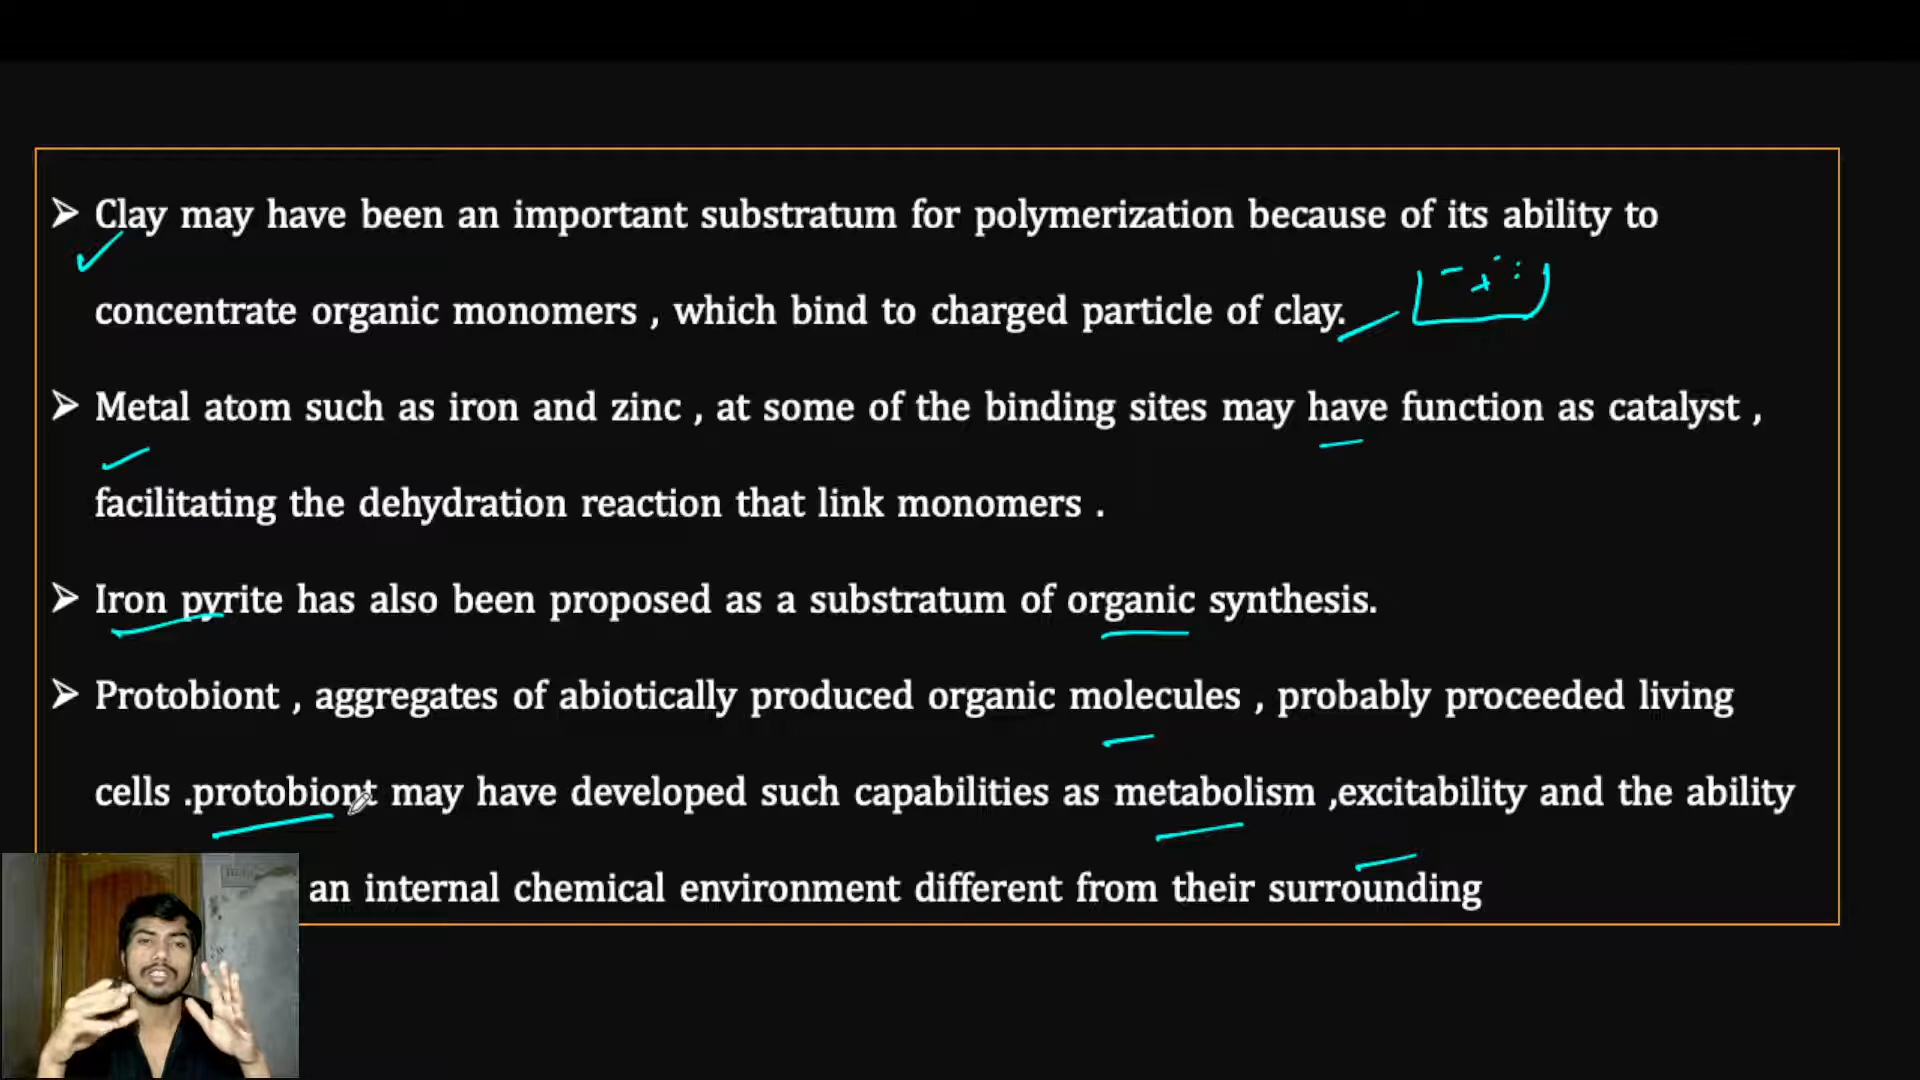 ➤ Clay may have been an important substratum for polymerization because of its ability to
concentrate organic monomers , which bind to charged particle of clay.
➤ Metal atom such as iron and zinc , at some of the binding sites may have function as catalyst ,
facilitating the dehydration reaction that link monomers .
➤ Iron pyrite has also been proposed as a substratum of organic synthesis.
➤ Protobiont , aggregates of abiotically produced organic molecules , probably proceeded living
cells .protobiont may have developed such capabilities as metabolism ,excitability and the ability
an internal chemical environment different from their surrounding